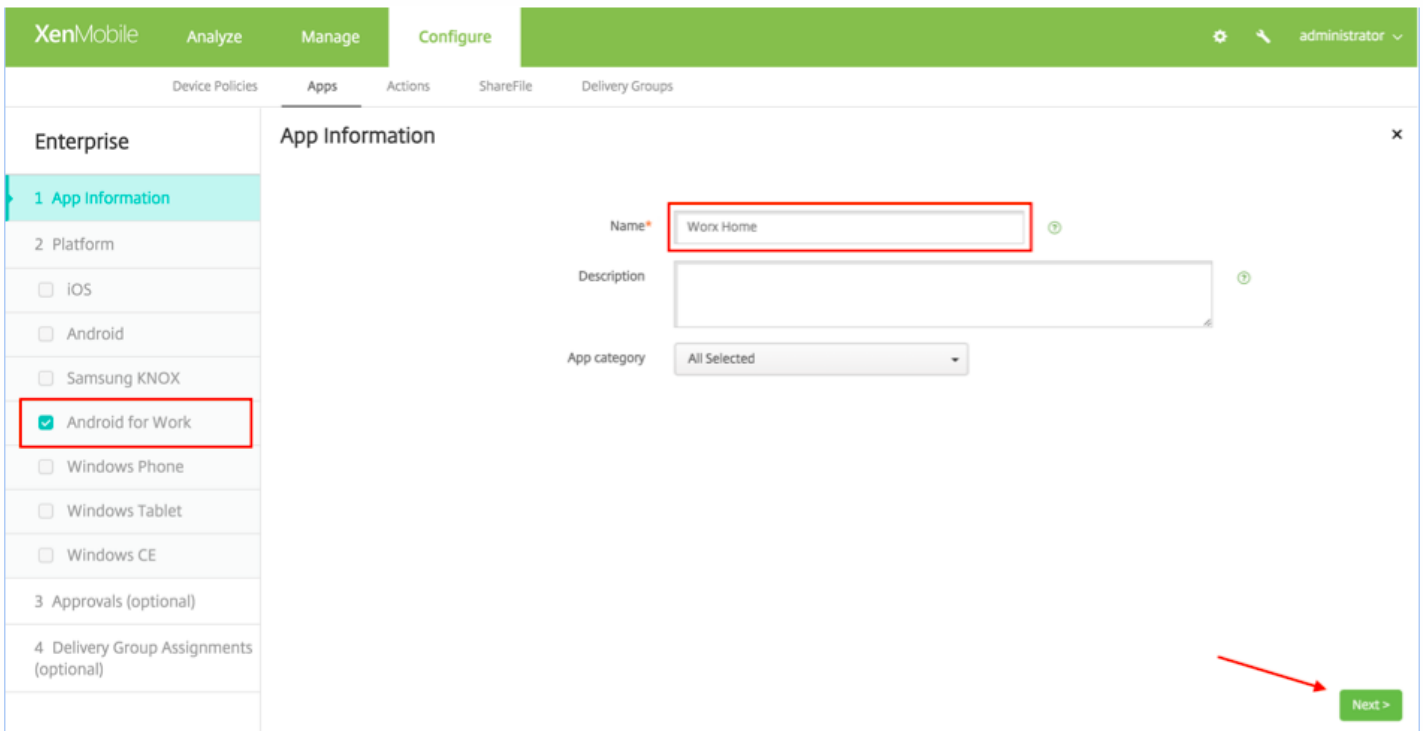 XenMobile Analyze Manage Configure administrator
Device Policies Apps Actions ShareFile Delivery Groups
Enterprise
App Information
1 App Information
2 Platform
iOS
Android
Samsung KNOX
Android for Work
Windows Phone
Windows Tablet
Windows CE
3 Approvals (optional)
4 Delivery Group Assignments
(optional)
Name* Worx Home
Description
App category All Selected
Next >